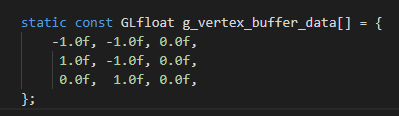 static const GLfloat g_vertex_buffer_data[] = {
    -1.0f, -1.0f, 0.0f,
     1.0f, -1.0f, 0.0f,
     0.0f,  1.0f, 0.0f,
};